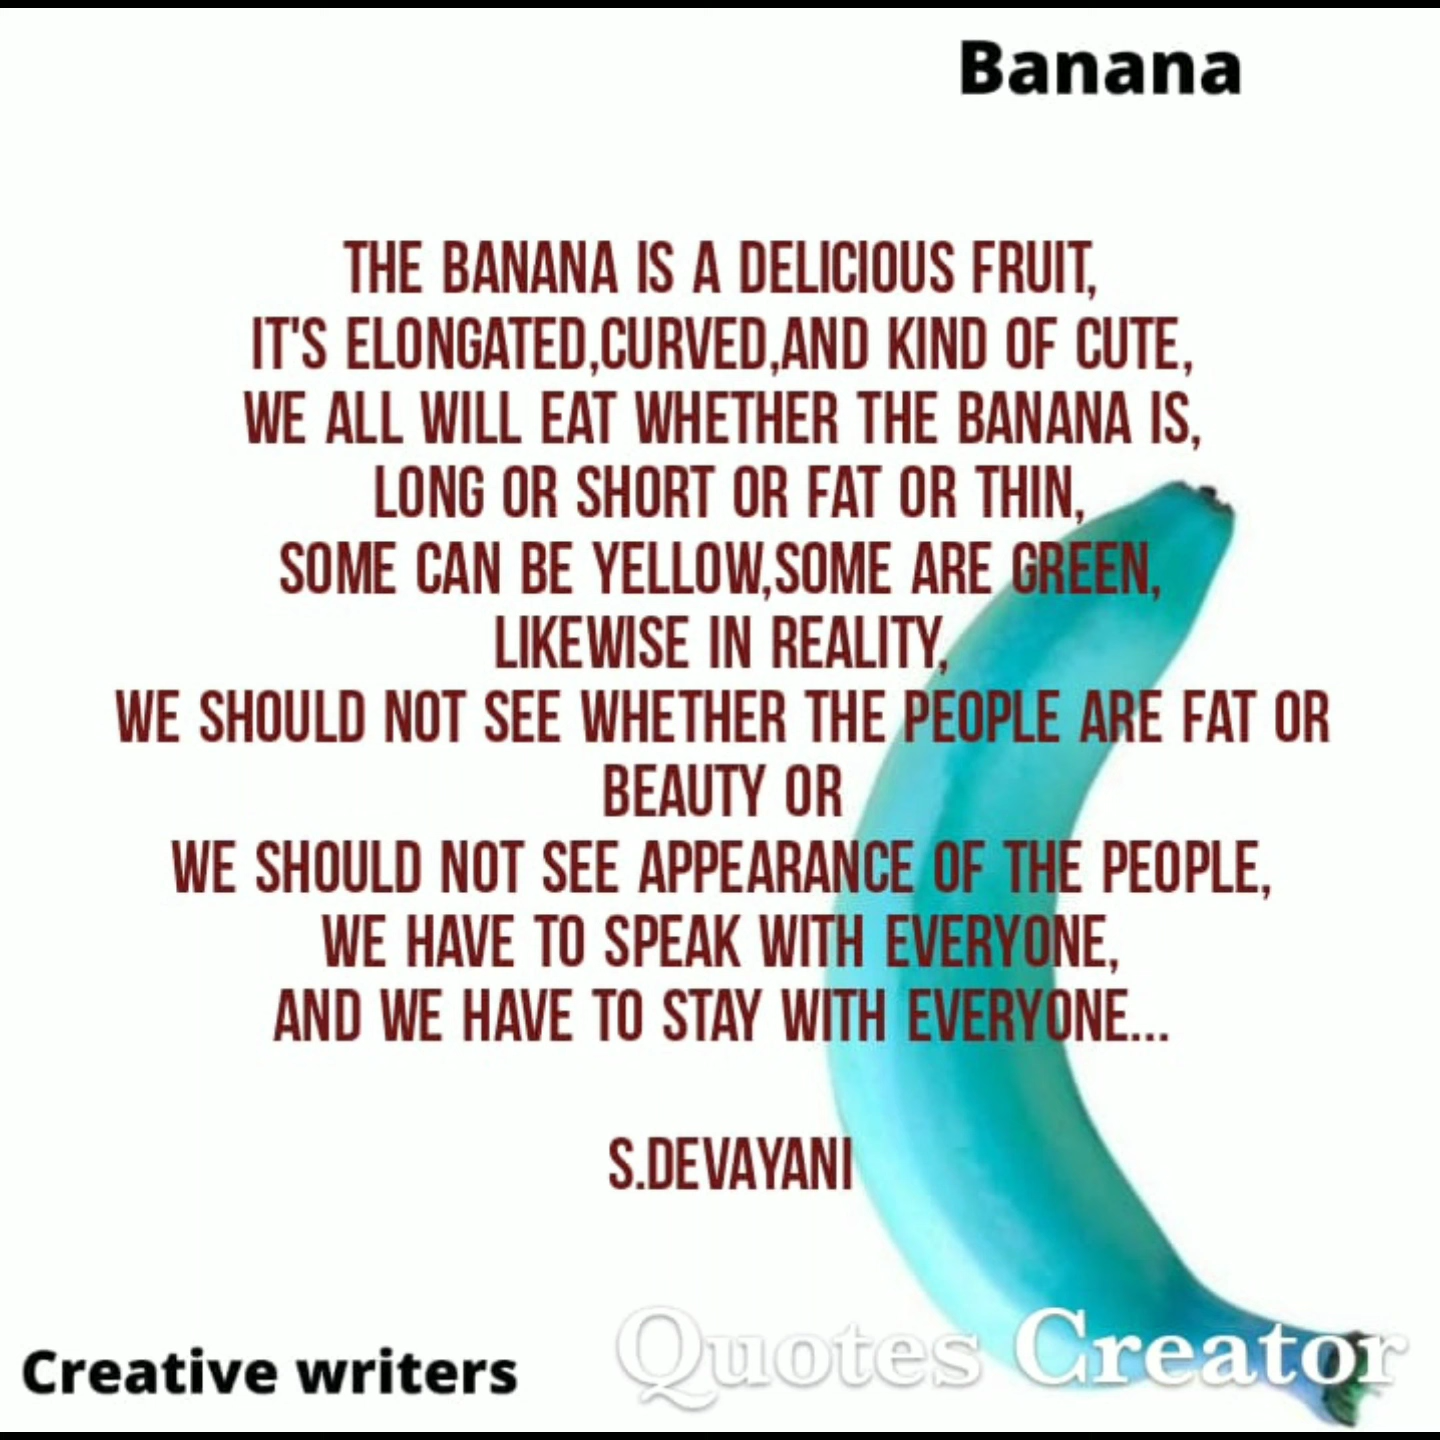 Banana
THE BANANA IS A DELICIOUS FRUIT,
IT'S ELONGATED,CURVED,AND KIND OF CUTE,
WE ALL WILL EAT WHETHER THE BANANA IS,
LONG OR SHORT OR FAT OR THIN,
SOME CAN BE YELLOW,SOME ARE GREEN,
LIKEWISE IN REALITY,
WE SHOULD NOT SEE WHETHER THE PEOPLE ARE FAT OR
BEAUTY OR
WE SHOULD NOT SEE APPEARANCE OF THE PEOPLE,
WE HAVE TO SPEAK WITH EVERYONE,
AND WE HAVE TO STAY WITH EVERYONE...
S.DEVAYANI
Creative writers
Quotes Creator